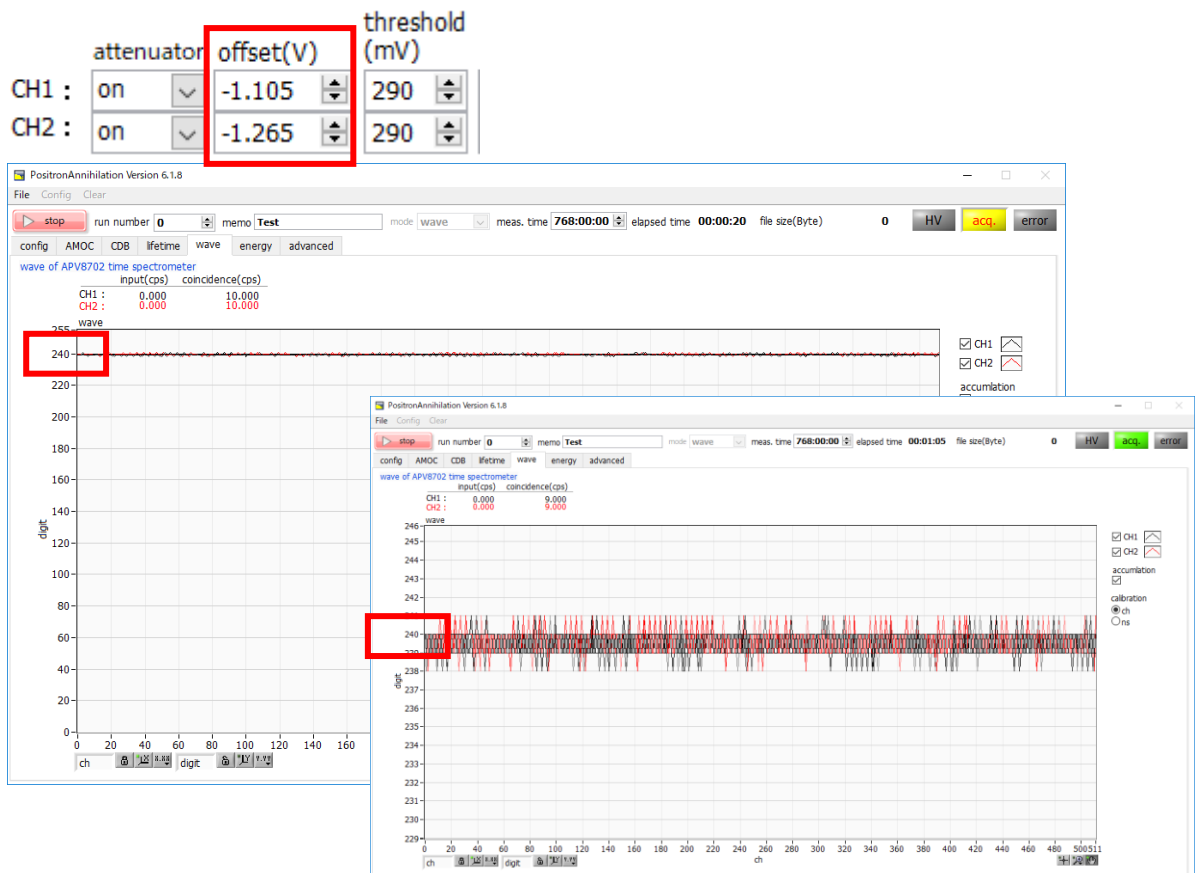 threshold
attenuator offset(V) (mV)
CH1 : on -1.105 290
CH2 : on -1.265 290
PositronAnnihilation Version 6.1.8
File Config Clear
stop run number 0 memo Test mode wave meas. time 768:00:00 elapsed time 00:00:20 file size(Byte) 0 HV acq. error
config AMOC CDB lifetime wave energy advanced
wave of APV8702 time spectrometer
input(cps) coincidence(cps)
CH1 : 0.000 10.000
CH2 : 0.000 10.000
wave
255
240
220
200
180
160
140
120
100
80
60
40
20
0
digit
0 20 40 60 80 100 120 140 160
ch digit
CH1
CH2
accumlation
PositronAnnihilation Version 6.1.8
File Config Clear
stop run number 0 memo Test mode wave meas. time 768:00:00 elapsed time 00:01:05 file size(Byte) 0 HV acq. error
config AMOC CDB lifetime wave energy advanced
wave of APV8702 time spectrometer
input(cps) coincidence(cps)
CH1 : 0.000 9.000
CH2 : 0.000 9.000
wave
246
245
244
243
242
240
238
237
236
235
234
233
232
231
230
229
digit
0 20 40 60 80 100 120 140 160 180 200 220 240 260 280 300 320 340 360 380 400 420 440 460 480 500 511
ch
ch digit
CH1
CH2
accumlation
calibration
ch
ns